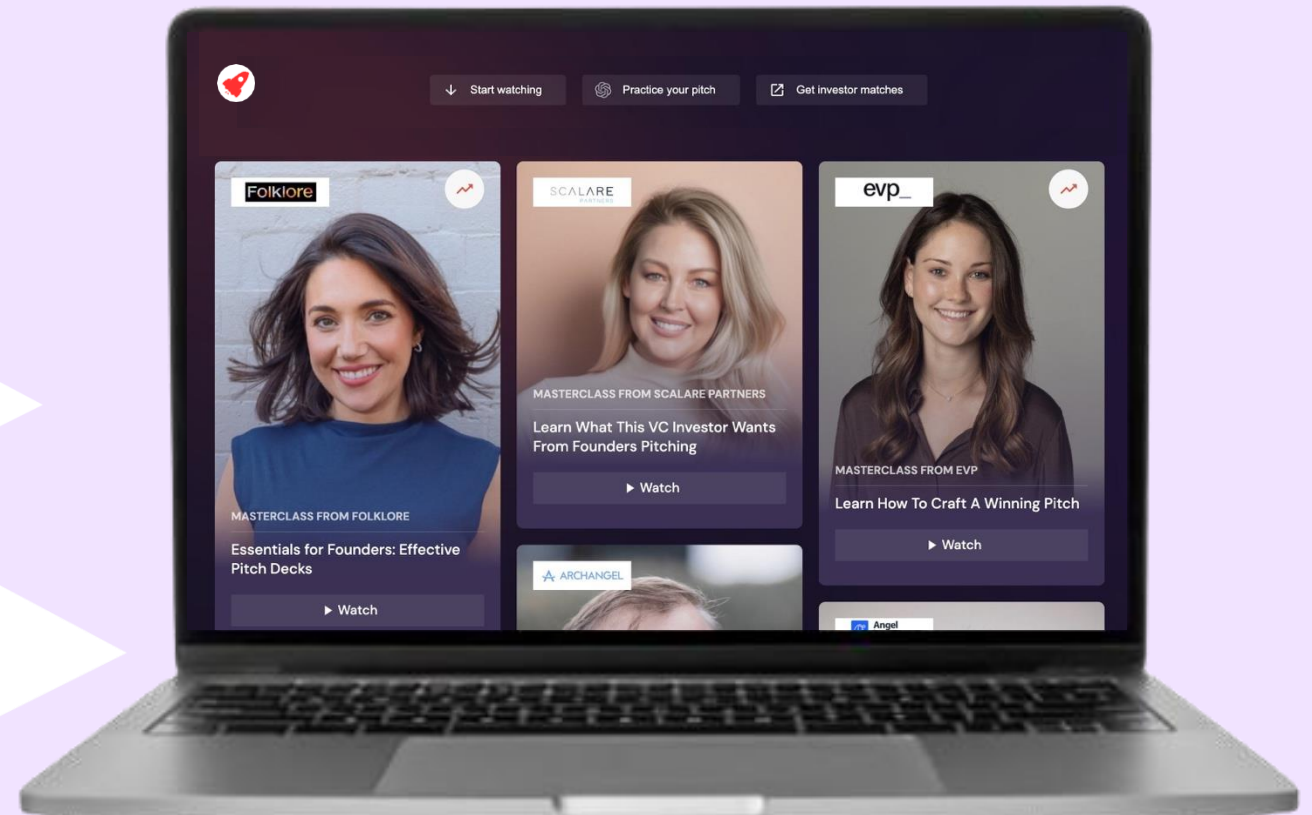 Start watching
Practice your pitch
Get investor matches
Folklore
MASTERCLASS FROM FOLKLORE
Essentials for Founders: Effective
Pitch Decks
Watch
SCALARE
PARTNERS
MASTERCLASS FROM SCALARE PARTNERS
Learn What This VC Investor Wants
From Founders Pitching
Watch
ARCHANGEL
evp_
MASTERCLASS FROM EVP
Learn How To Craft A Winning Pitch
Watch
Angel